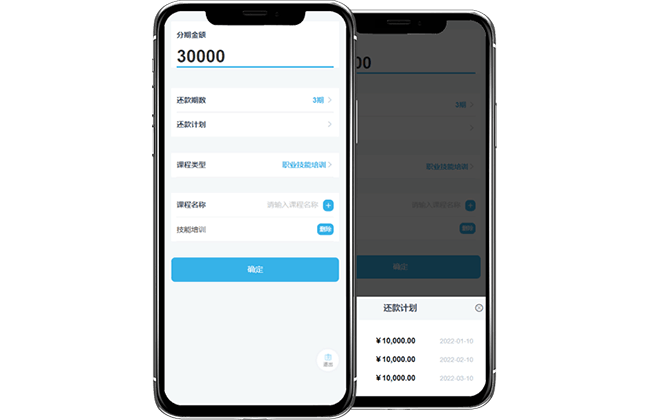 分期金额
30000
还款期数 3期
还款计划
课程类型 职业技能培训
课程名称 请输入课程名称
技能培训 删除
确定
00
3期
职业技能培训
请输入课程名称
删除
确定
还款计划
¥10,000.00 2022-01-10
¥10,000.00 2022-02-10
¥10,000.00 2022-03-10